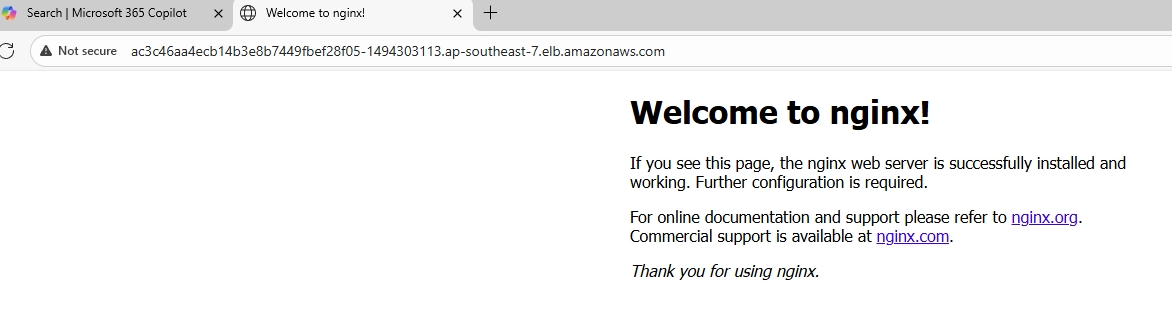 Search | Microsoft 365 Copilot
Welcome to nginx!
Not secure
ac3c46aa4ecb14b3e8b7449fbef28f05-1494303113.ap-southeast-7.elb.amazonaws.com
Welcome to nginx!
If you see this page, the nginx web server is successfully installed and
working. Further configuration is required.
For online documentation and support please refer to nginx.org.
Commercial support is available at nginx.com.
Thank you for using nginx.